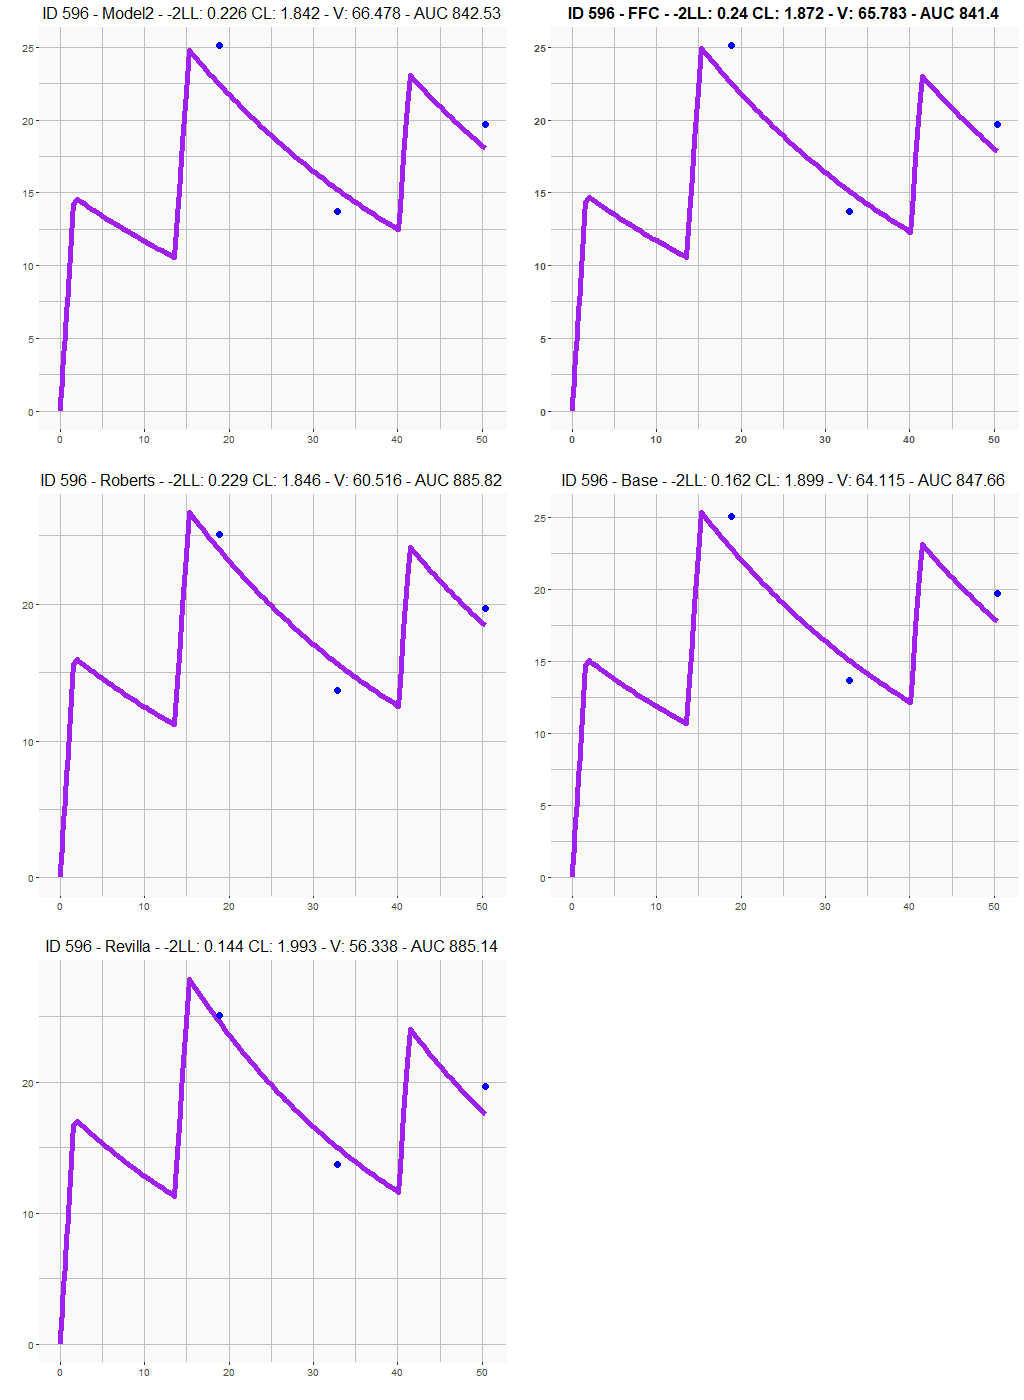 ID 596 - Model2 - -2LL: 0.226 CL: 1.842 - V: 66.478 - AUC 842.53
25
20
15
10
5
0
0 10 20 30 40 50
ID 596 - FFC - -2LL: 0.24 CL: 1.872 - V: 65.783 - AUC 841.4
25
20
15
10
5
0
0 10 20 30 40 50
ID 596 - Roberts - -2LL: 0.229 CL: 1.846 - V: 60.516 - AUC 885.82
20
10
0
0 10 20 30 40 50
ID 596 - Base - -2LL: 0.162 CL: 1.899 - V: 64.115 - AUC 847.66
25
20
15
10
5
0
0 10 20 30 40 50
ID 596 - Revilla - -2LL: 0.144 CL: 1.993 - V: 56.338 - AUC 885.14
20
10
0
0 10 20 30 40 50